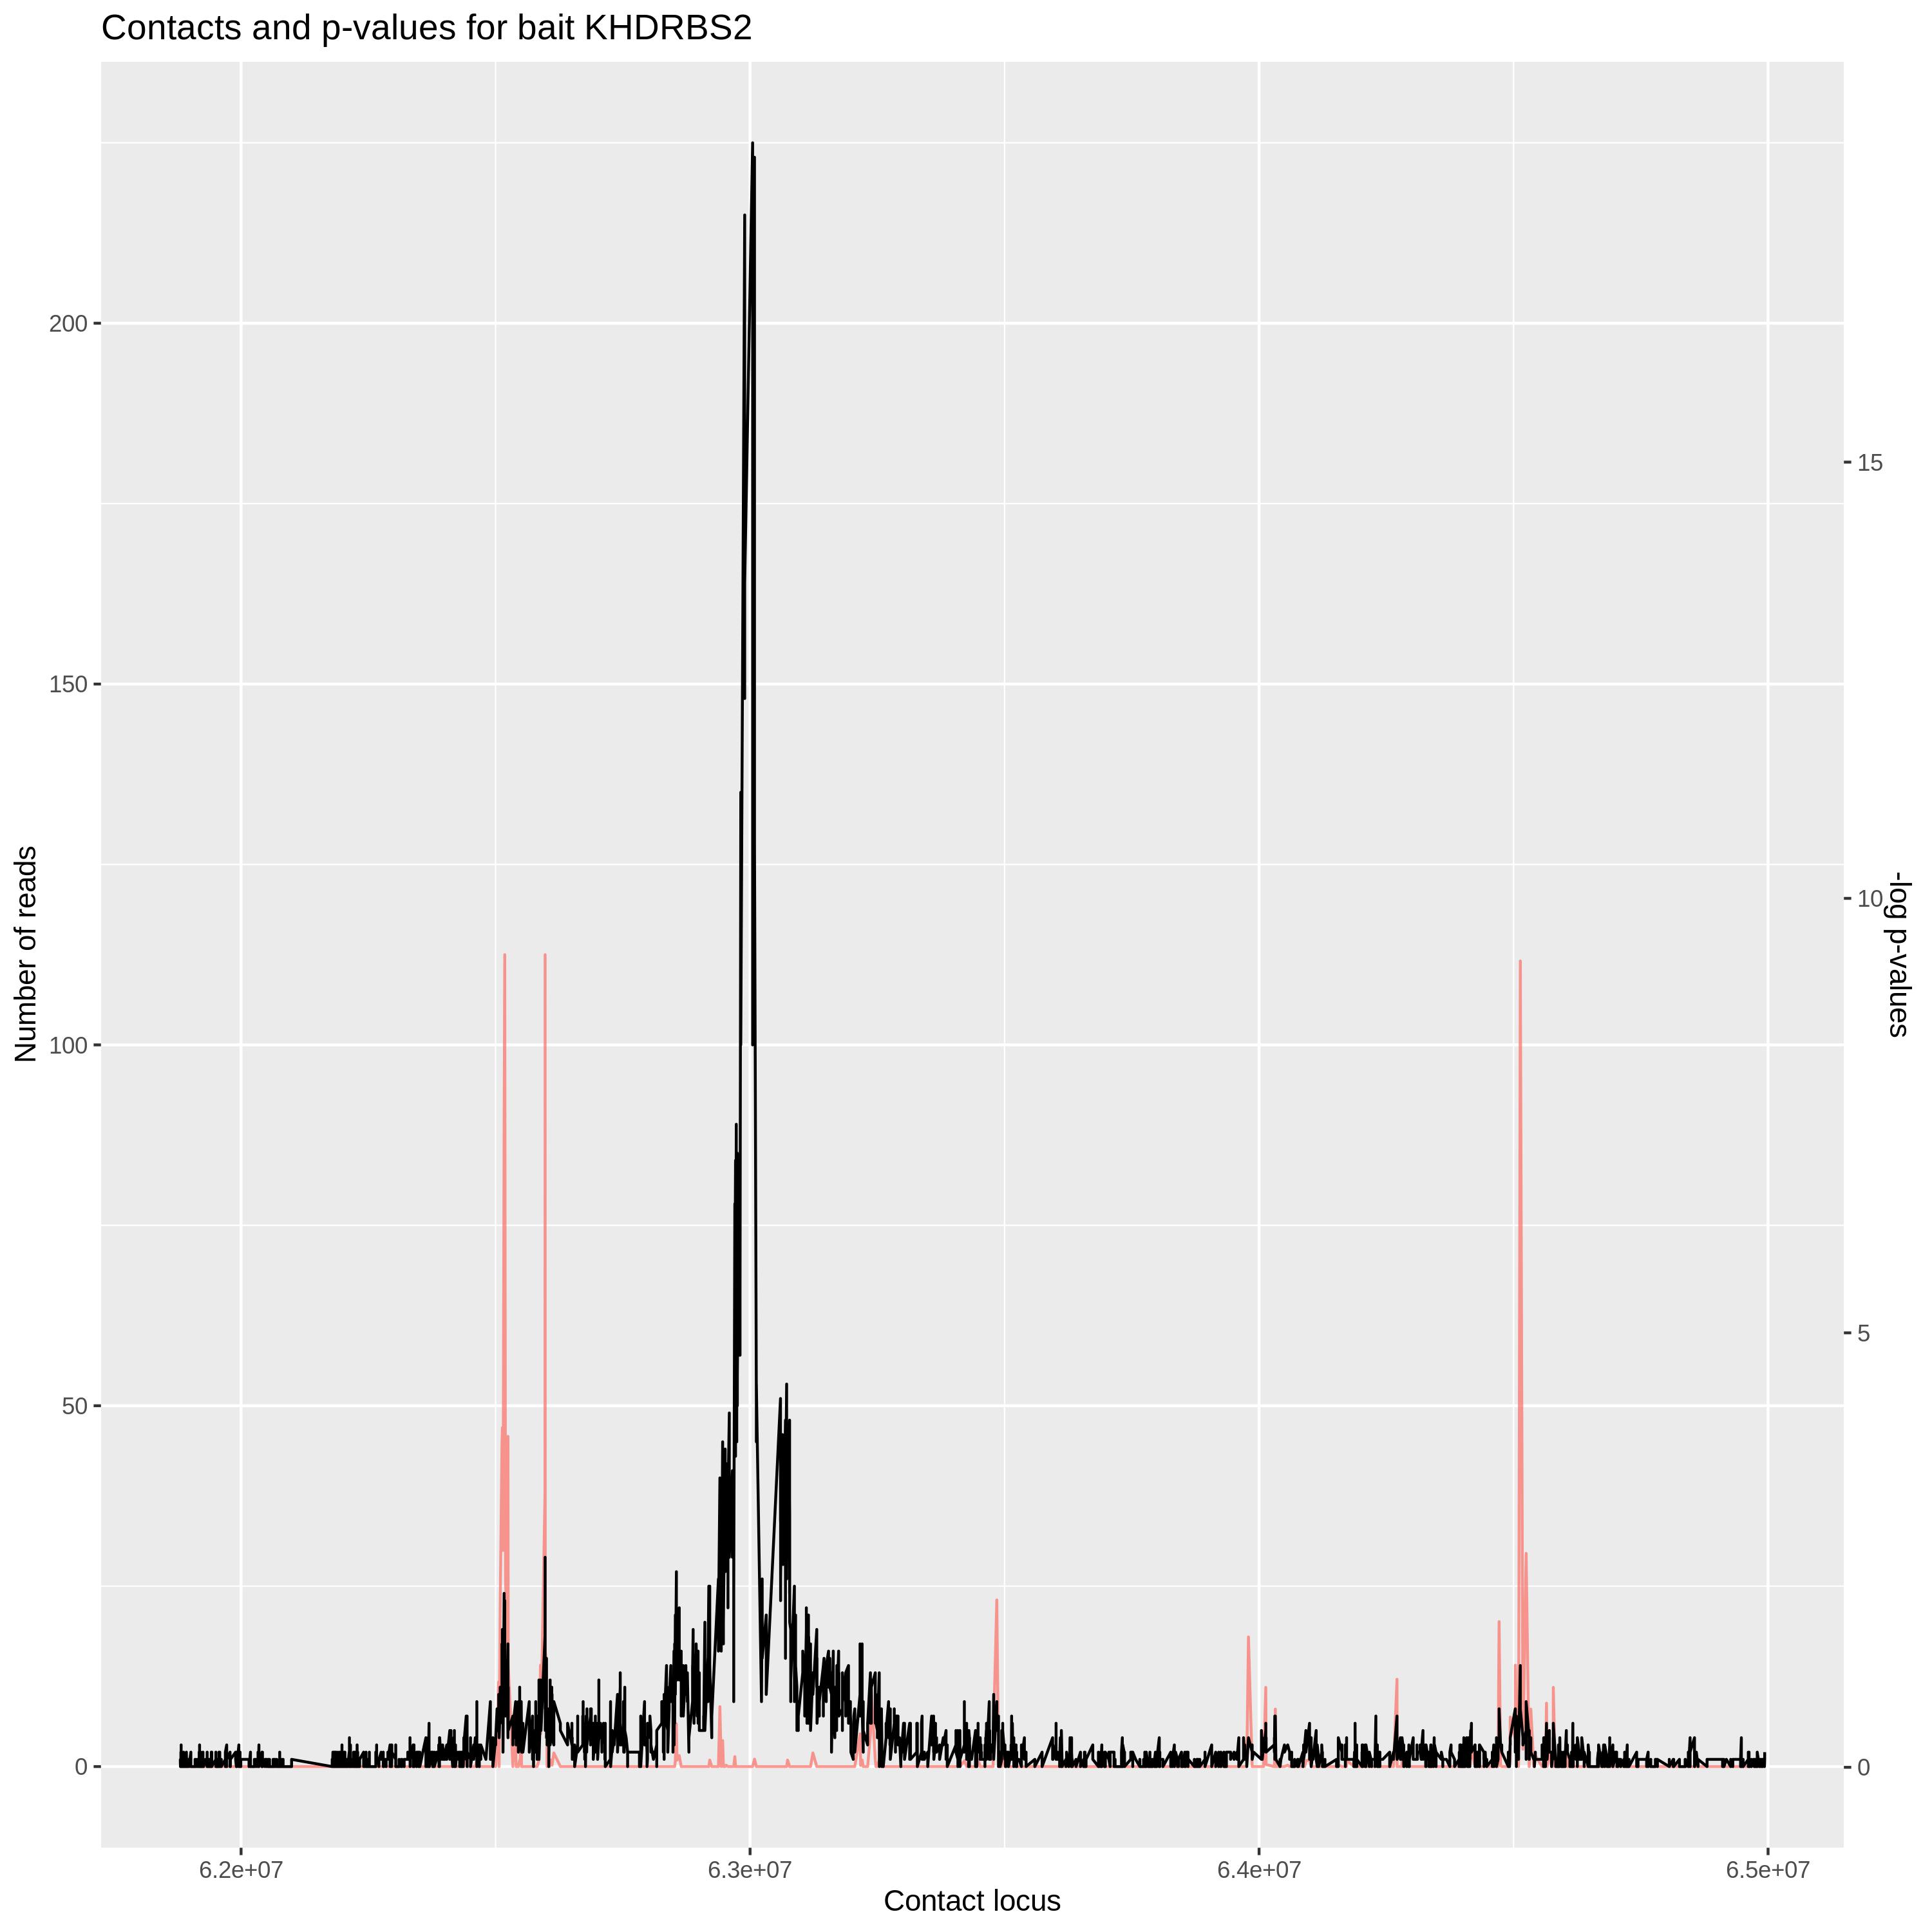 Contacts and p-values for bait KHDRBS2
Number of reads
200
150
100
50
0
15
10
5
0
-log p-values
6.2e+07
6.3e+07
6.4e+07
6.5e+07
Contact locus